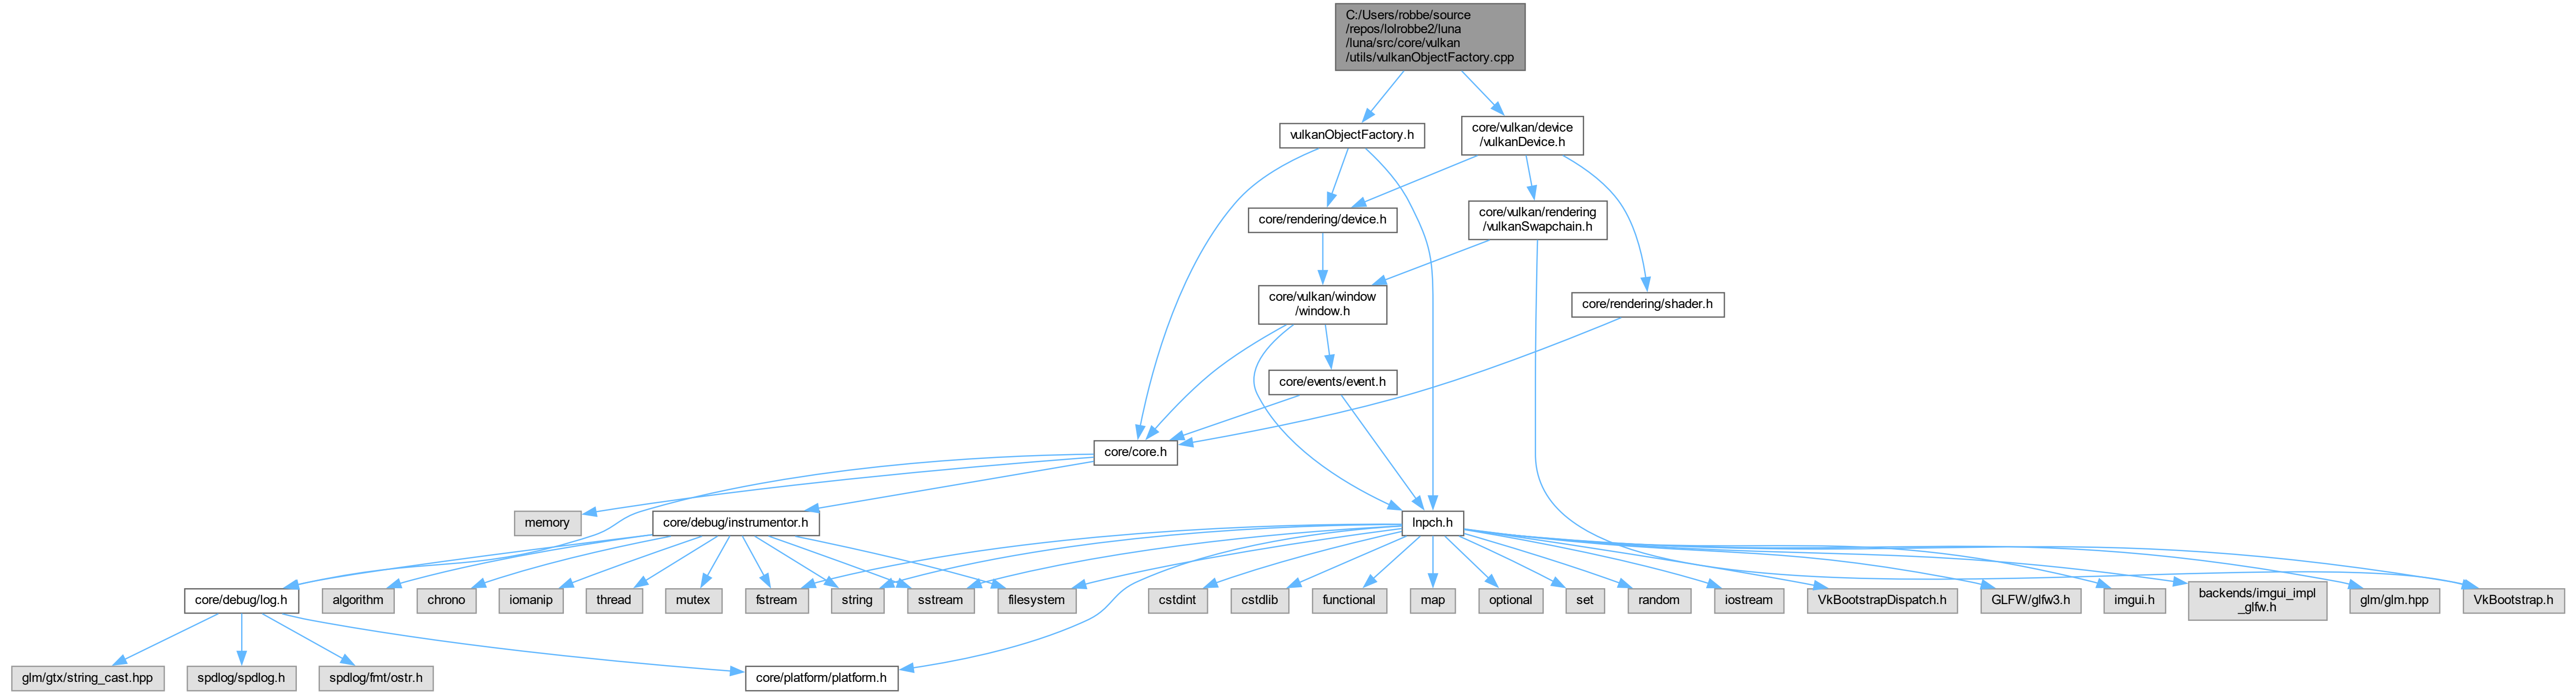 C:/Users/robbe/source
/repos/lolrobbe2/luna
/luna/src/core/vulkan
/utils/vulkanObjectFactory.cpp
vulkanObjectFactory.h
core/vulkan/device
/vulkanDevice.h
core/rendering/device.h
core/vulkan/rendering
/vulkanSwapchain.h
core/vulkan/window
/window.h
core/rendering/shader.h
core/events/event.h
core/core.h
memory
core/debug/instrumentor.h
lnpch.h
core/debug/log.h
algorithm
chrono
iomanip
thread
mutex
fstream
string
sstream
filesystem
cstdint
cstdlib
functional
map
optional
set
random
iostream
VkBootstrapDispatch.h
GLFW/glfw3.h
imgui.h
backends/imgui_impl
_glfw.h
glm/glm.hpp
VkBootstrap.h
glm/gtx/string_cast.hpp
spdlog/spdlog.h
spdlog/fmt/ostr.h
core/platform/platform.h